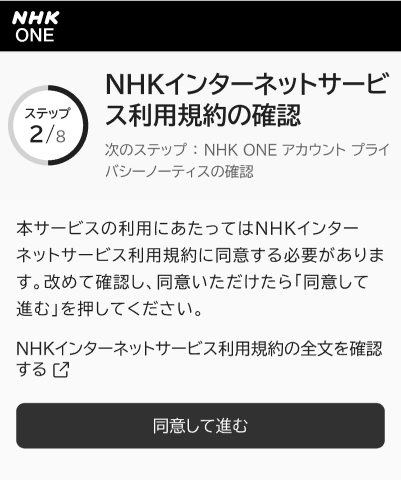 NHK
ONE
ステップ
2/8
NHKインターネットサービ
ス利用規約の確認
次のステップ：NHK ONE アカウント プライ
バシーノーティスの確認
本サービスの利用にあたってはNHKインター
ネットサービス利用規約に同意する必要がありま
す。改めて確認し、同意いただけたら「同意して
進む」を押してください。
NHKインターネットサービス利用規約の全文を確認
する
同意して進む